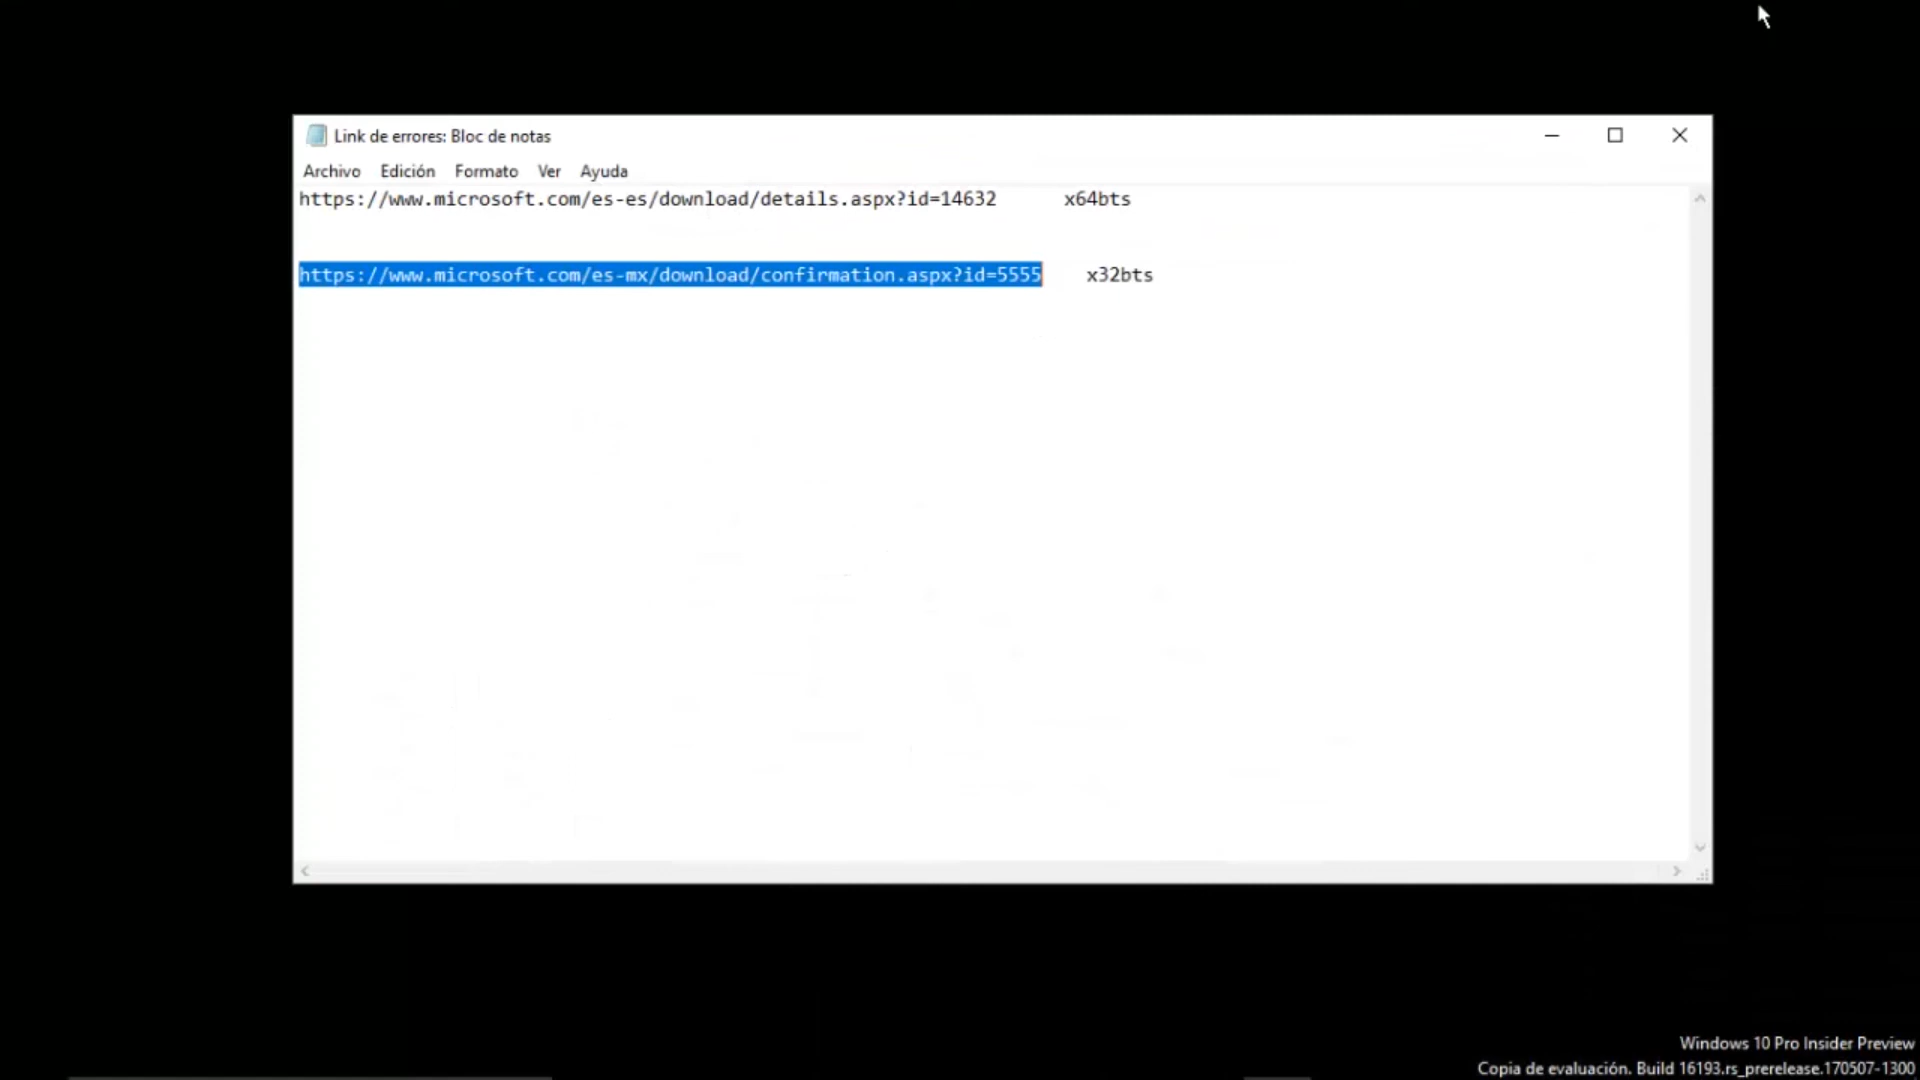 Link de errores: Bloc de notas
Archivo Edición Formato Ver Ayuda
https://www.microsoft.com/es-es/download/details.aspx?id=14632 x64bts
https://www.microsoft.com/es-mx/download/confirmation.aspx?id=5555 x32bts
Windows 10 Pro Insider Preview
Copia de evaluación. Build 16193.rs_prerelease.170507-1300